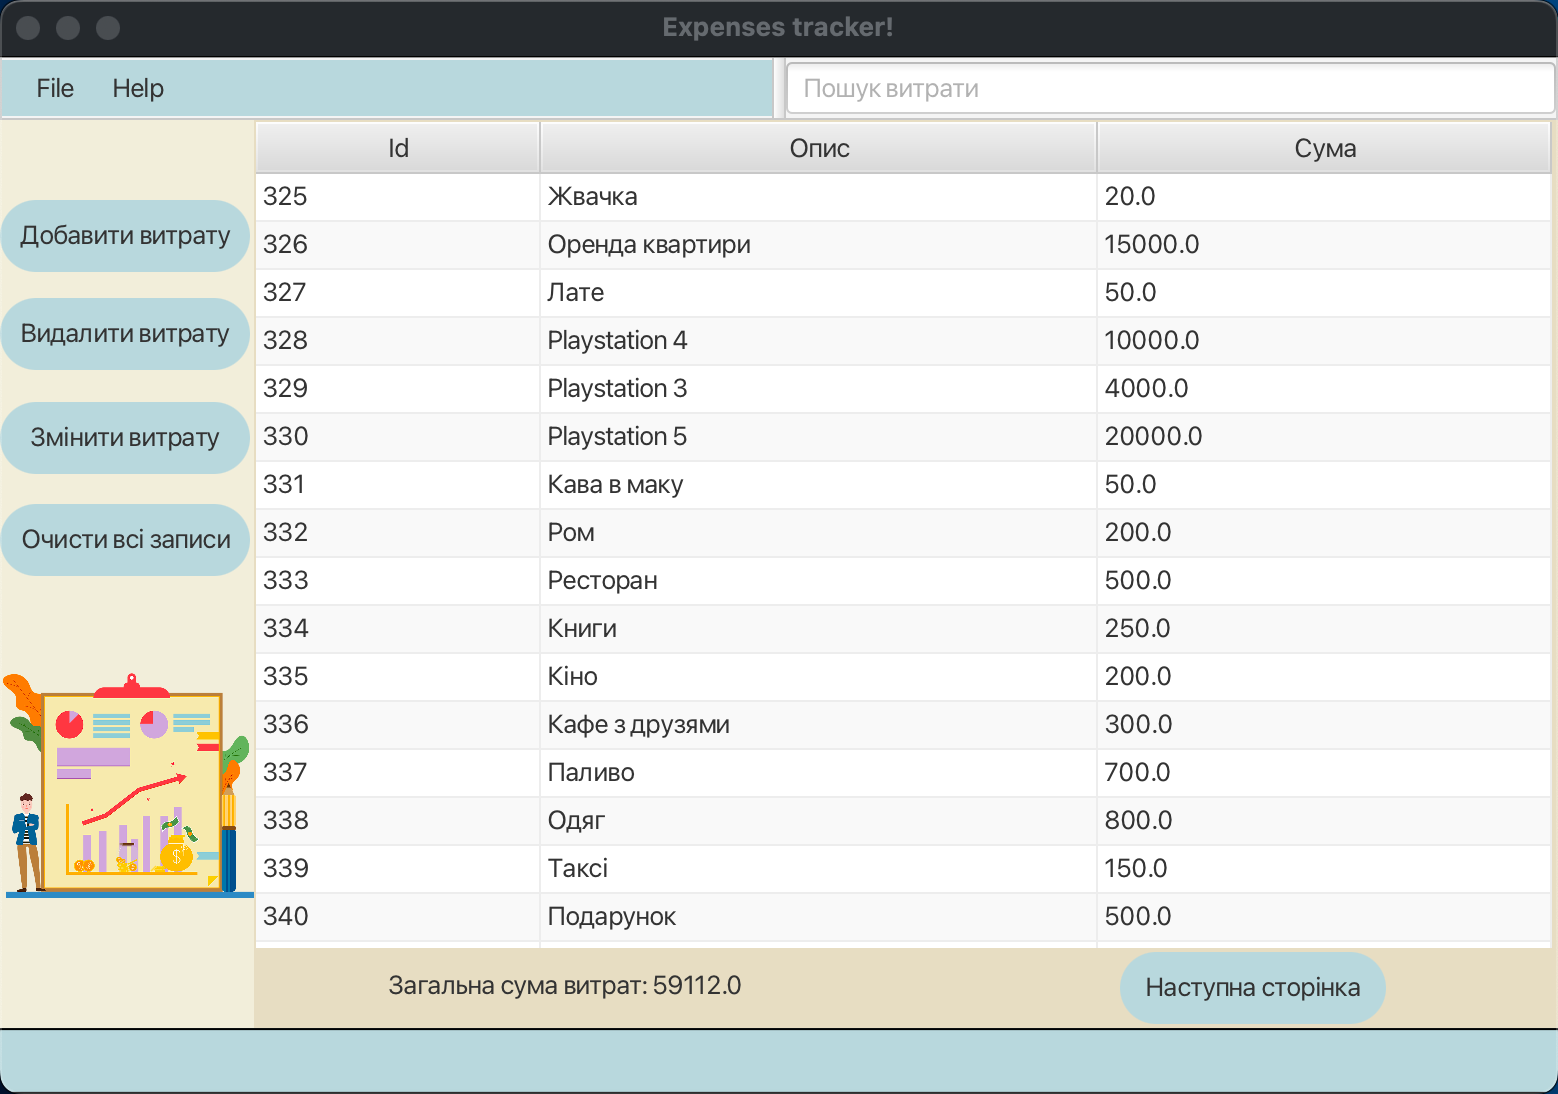 Expenses tracker!
File Help Пошук витрати
Id Опис Сума
325 Жвачка 20.0
326 Оренда квартири 15000.0
327 Лате 50.0
328 Playstation 4 10000.0
329 Playstation 3 4000.0
330 Playstation 5 20000.0
331 Кава в маку 50.0
332 Ром 200.0
333 Ресторан 500.0
334 Книги 250.0
335 Кіно 200.0
336 Кафе з друзями 300.0
337 Паливо 700.0
338 Одяг 800.0
339 Таксі 150.0
340 Подарунок 500.0
Добавити витрату
Видалити витрату
Змінити витрату
Очисти всі записи
Загальна сума витрат: 59112.0
Наступна сторінка